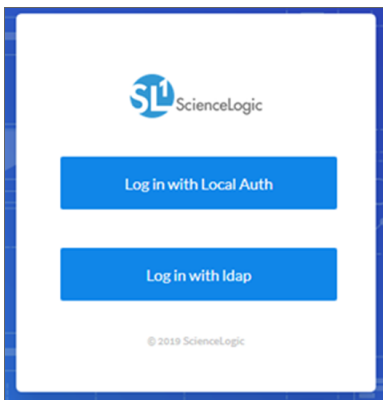 SL1 ScienceLogic
Log in with Local Auth
Log in with ldap
© 2019 ScienceLogic